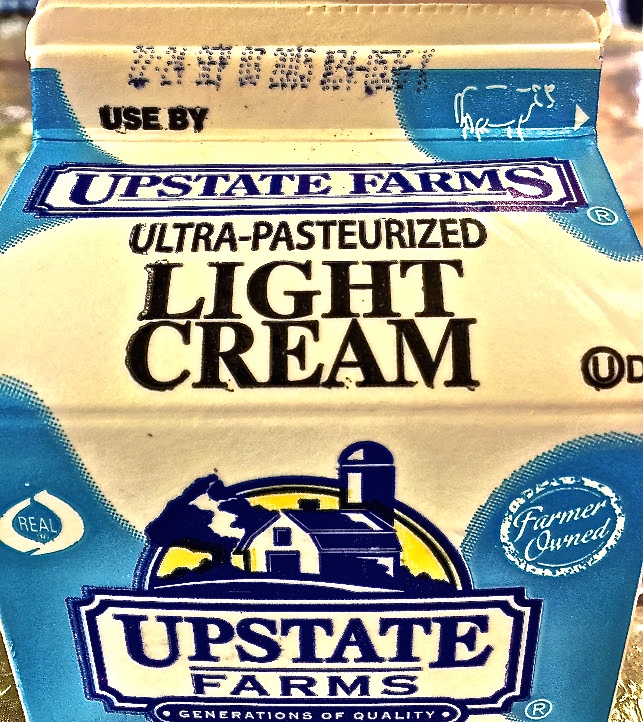 USE BY
UPSTATE FARMS
®
ULTRA-PASTEURIZED
LIGHT
CREAM
U D
REAL
Farmer
Owned
UPSTATE
FARMS
®
• GENERATIONS OF QUALITY •